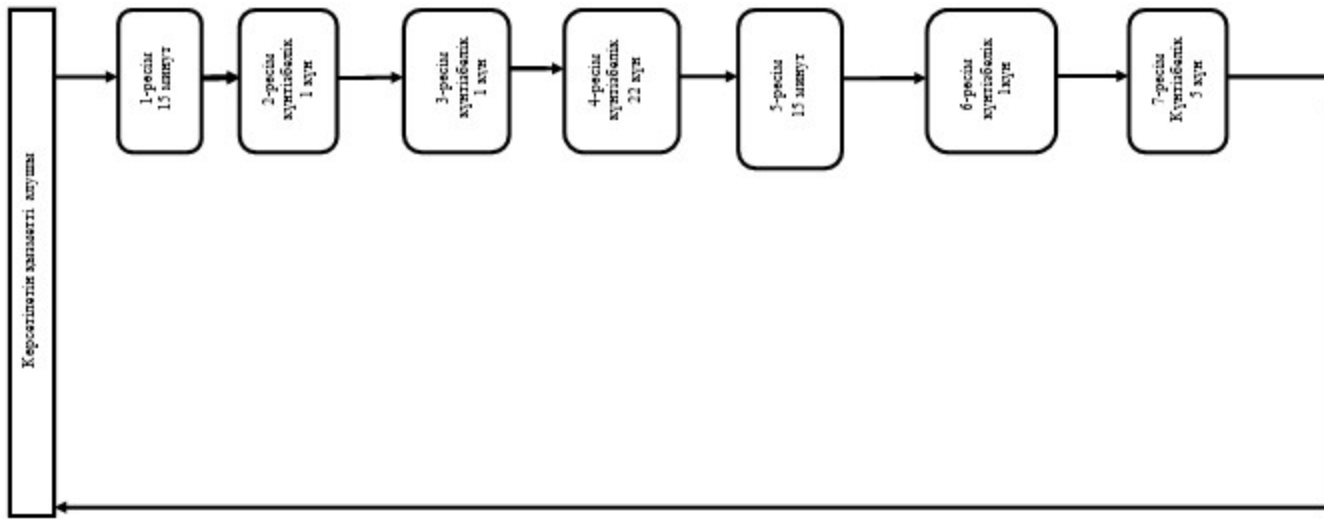 Көрсетілетін қызметті алушы
1-рәсім
15 минут
2-рәсім
күнтізбелік
1 күн
3-рәсім
күнтізбелік
1 күн
4-рәсім
күнтізбелік
22 күн
5-рәсім
15 минут
6-рәсім
күнтізбелік
1күн
7-рәсім
Күнтізбелік
5 күн